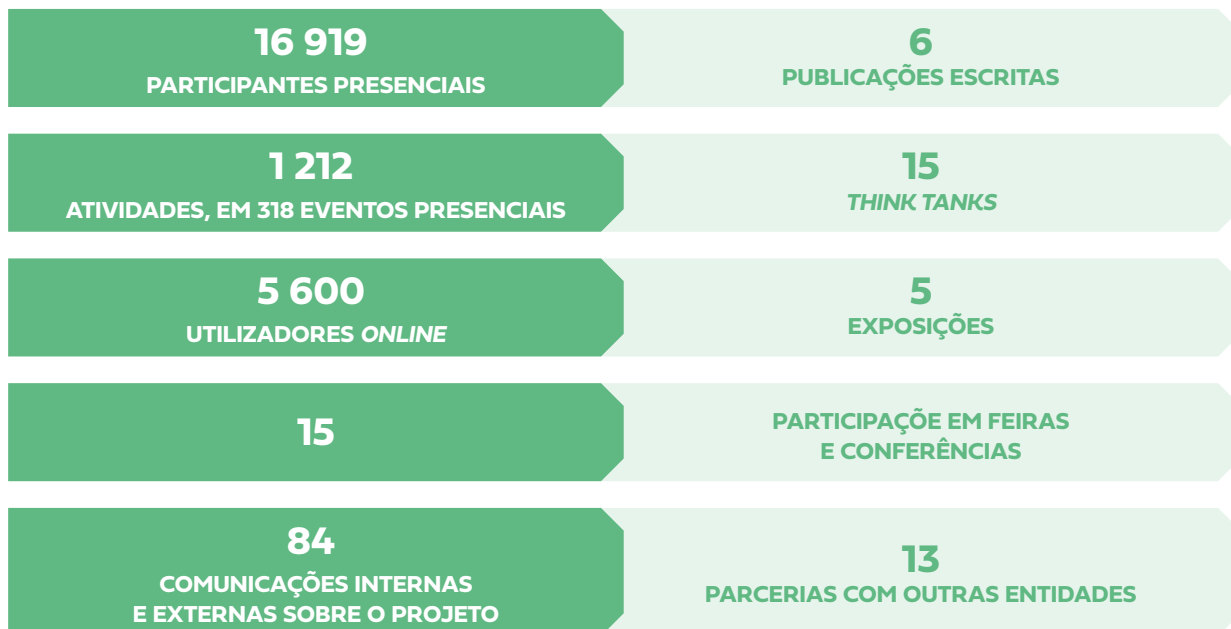 16 919
PARTICIPANTES PRESENCIAIS
6
PUBLICAÇÕES ESCRITAS
1 212
ATIVIDADES, EM 318 EVENTOS PRESENCIAIS
15
THINK TANKS
5 600
UTILIZADORES ONLINE
5
EXPOSIÇÕES
15
PARTICIPAÇÕE EM FEIRAS
E CONFERÊNCIAS
84
COMUNICAÇÕES INTERNAS
E EXTERNAS SOBRE O PROJETO
13
PARCERIAS COM OUTRAS ENTIDADES